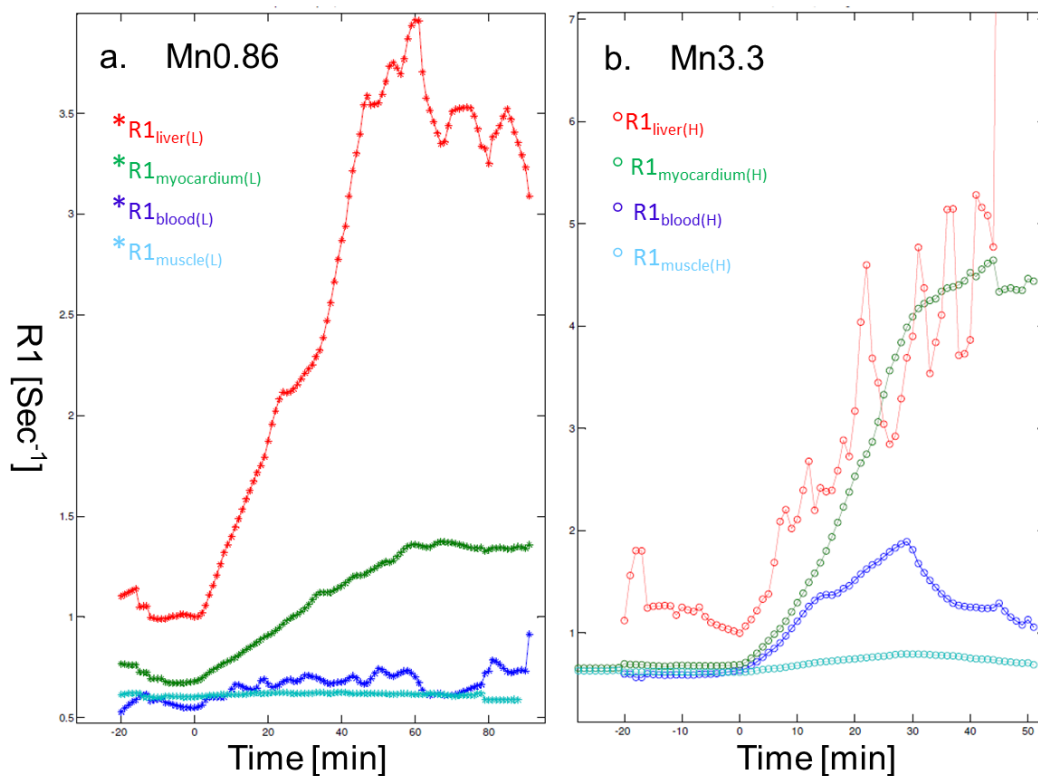 a. Mn0.86
*R1liver(L)
*R1myocardium(L)
*R1blood(L)
*R1muscle(L)
R1 [Sec-1]
3.5
3
2.5
2
1.5
1
0.5
-20 0 20 40 60 80
Time [min]
b. Mn3.3
R1liver(H)
R1myocardium(H)
R1blood(H)
R1muscle(H)
7
6
5
4
3
2
1
-20 -10 0 10 20 30 40 50
Time [min]